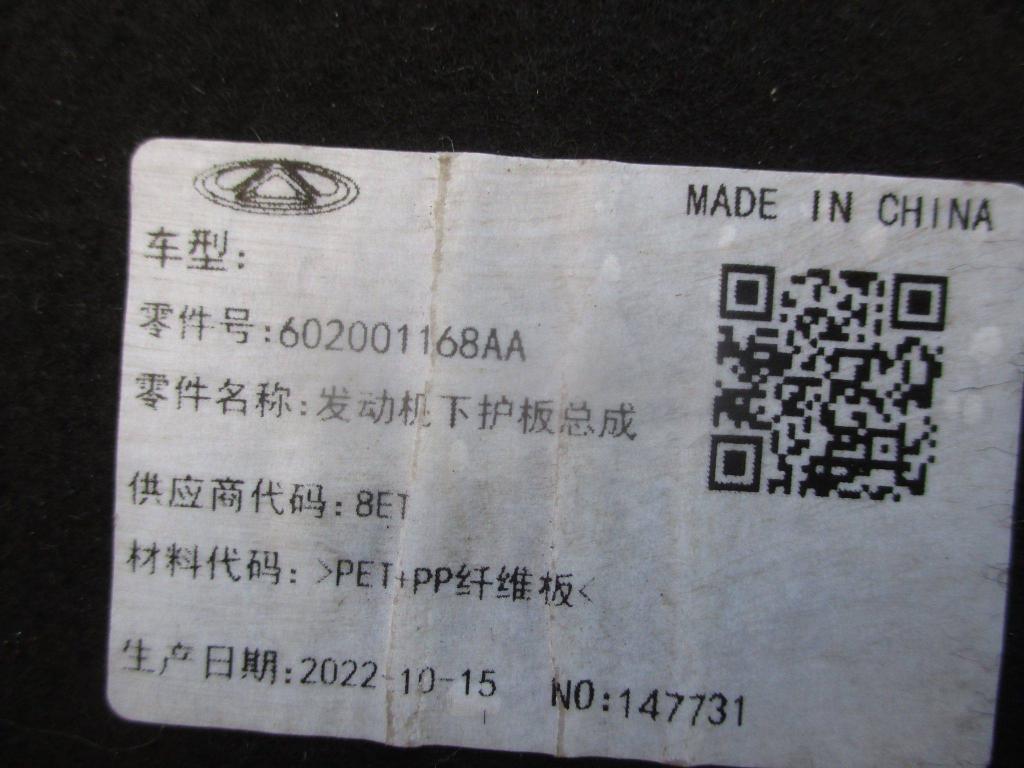 MADE IN CHINA
车型:
零件号:602001168AA
零件名称:发动机下护板总成
供应商代码:8ET
材料代码:>PET+PP纤维板<
生产日期:2022-10-15 NO:147731